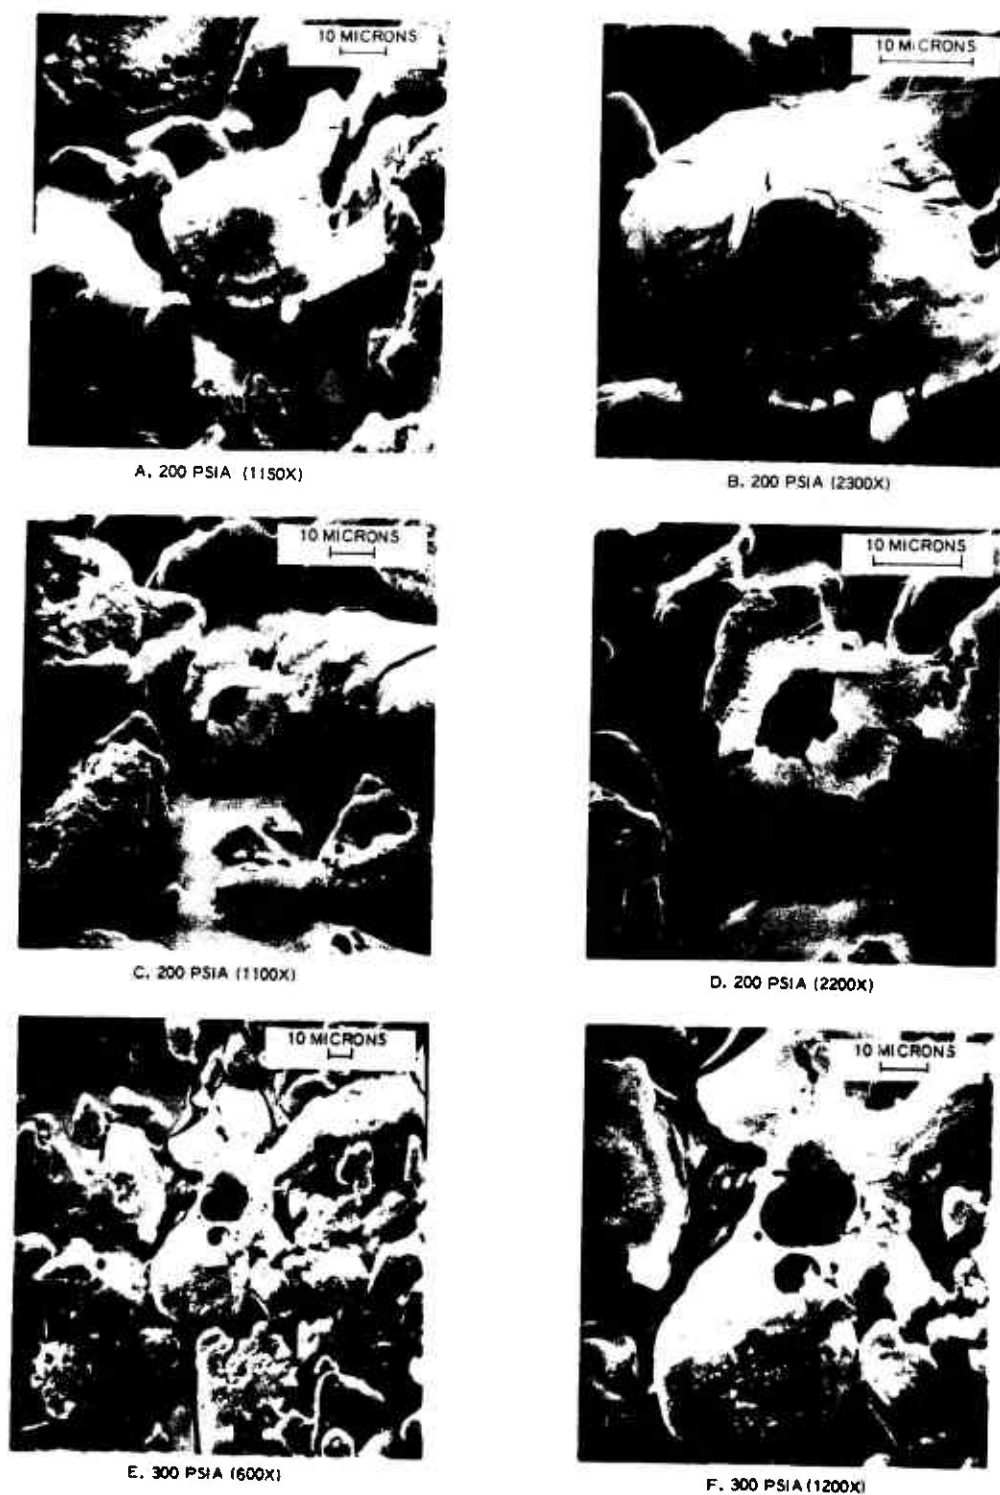 10 MICRONS
10 MICRONS
A. 200 PSIA (1150X)
B. 200 PSIA (2300X)
10 MICRONS
10 MICRONS
C. 200 PSIA (1100X)
D. 200 PSIA (2200X)
10 MICRONS
10 MICRONS
E. 300 PSIA (600X)
F. 300 PSIA (1200X)